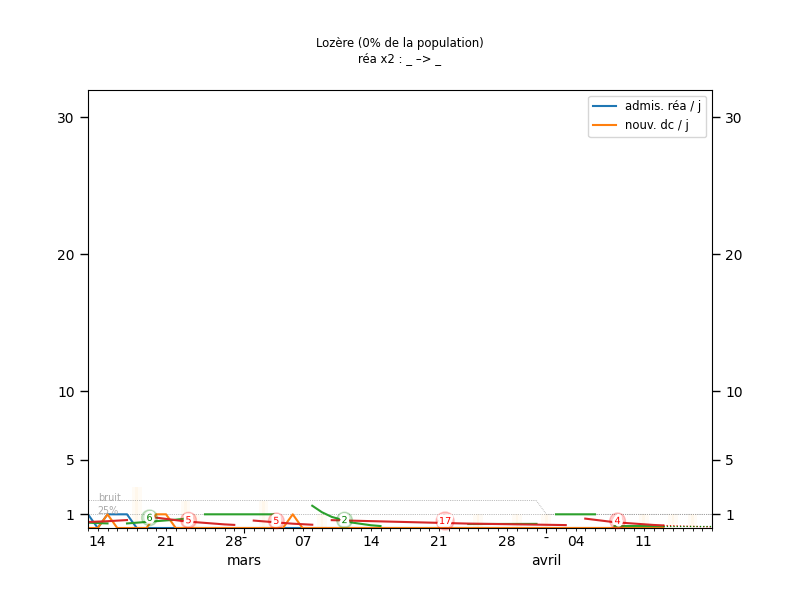 Lozère (0% de la population)
réa x2 : _ –> _
admis. réa / j
nouv. dc / j
30 30
20 20
10 10
5 5
bruit
25%
1 1
6 5 5 2 17 4
14 21 28 07 14 21 28 04 11
mars avril